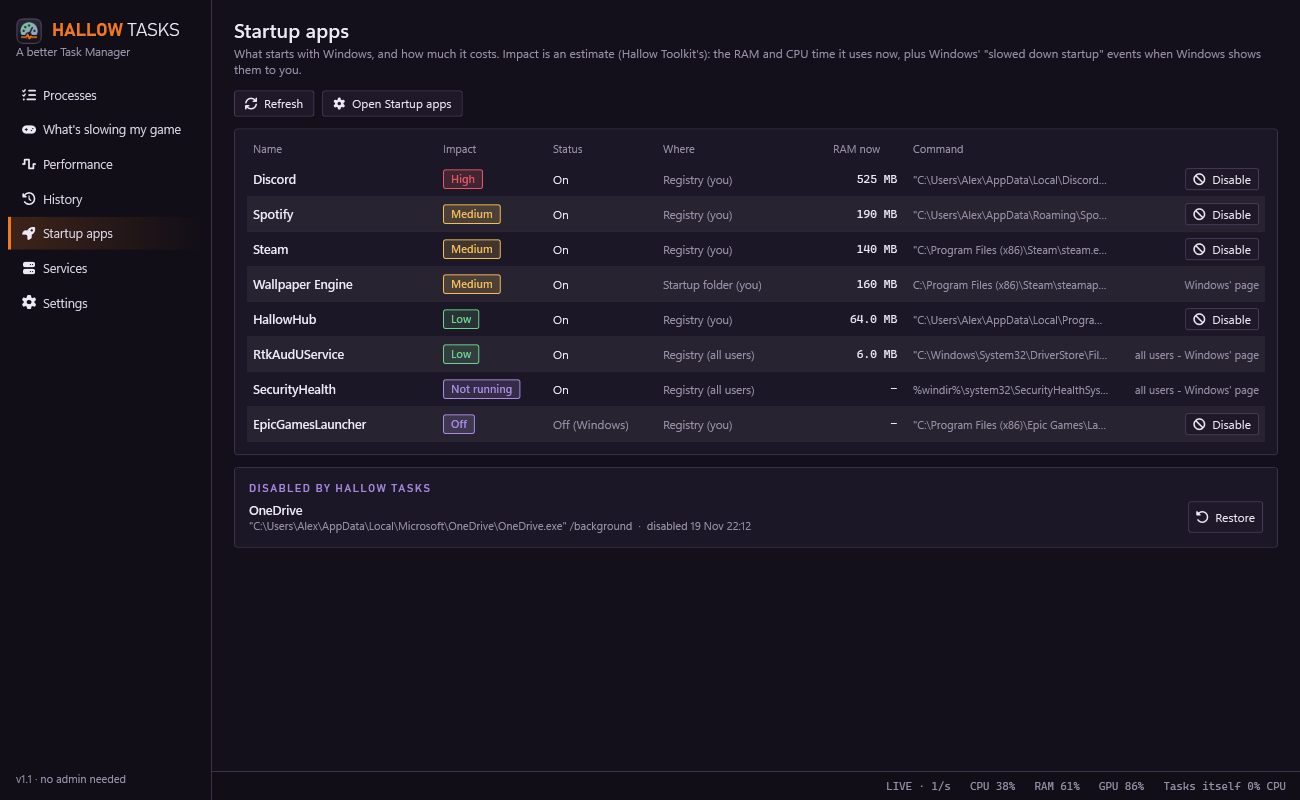 HALLOW TASKS
A better Task Manager
Processes
What's slowing my game
Performance
History
Startup apps
Services
Settings
v1.1 · no admin needed
Startup apps
What starts with Windows, and how much it costs. Impact is an estimate (Hallow Toolkit's): the RAM and CPU time it uses now, plus Windows' "slowed down startup" events when Windows shows
them to you.
Refresh Open Startup apps
Name Impact Status Where RAM now Command
Discord High On Registry (you) 525 MB "C:\Users\Alex\AppData\Local\Discord... Disable
Spotify Medium On Registry (you) 190 MB "C:\Users\Alex\AppData\Roaming\Spo... Disable
Steam Medium On Registry (you) 140 MB "C:\Program Files (x86)\Steam\steam.e... Disable
Wallpaper Engine Medium On Startup folder (you) 160 MB C:\Program Files (x86)\Steam\steamap... Windows' page
HallowHub Low On Registry (you) 64.0 MB "C:\Users\Alex\AppData\Local\Progra... Disable
RtkAudUService Low On Registry (all users) 6.0 MB "C:\Windows\System32\DriverStore\Fil... all users - Windows' page
SecurityHealth Not running On Registry (all users) – %windir%\system32\SecurityHealthSys... all users - Windows' page
EpicGamesLauncher Off Off (Windows) Registry (you) – "C:\Program Files (x86)\Epic Games\La... Disable
DISABLED BY HALLOW TASKS
OneDrive
"C:\Users\Alex\AppData\Local\Microsoft\OneDrive\OneDrive.exe" /background · disabled 19 Nov 22:12
Restore
LIVE · 1/s CPU 38% RAM 61% GPU 86% Tasks itself 0% CPU